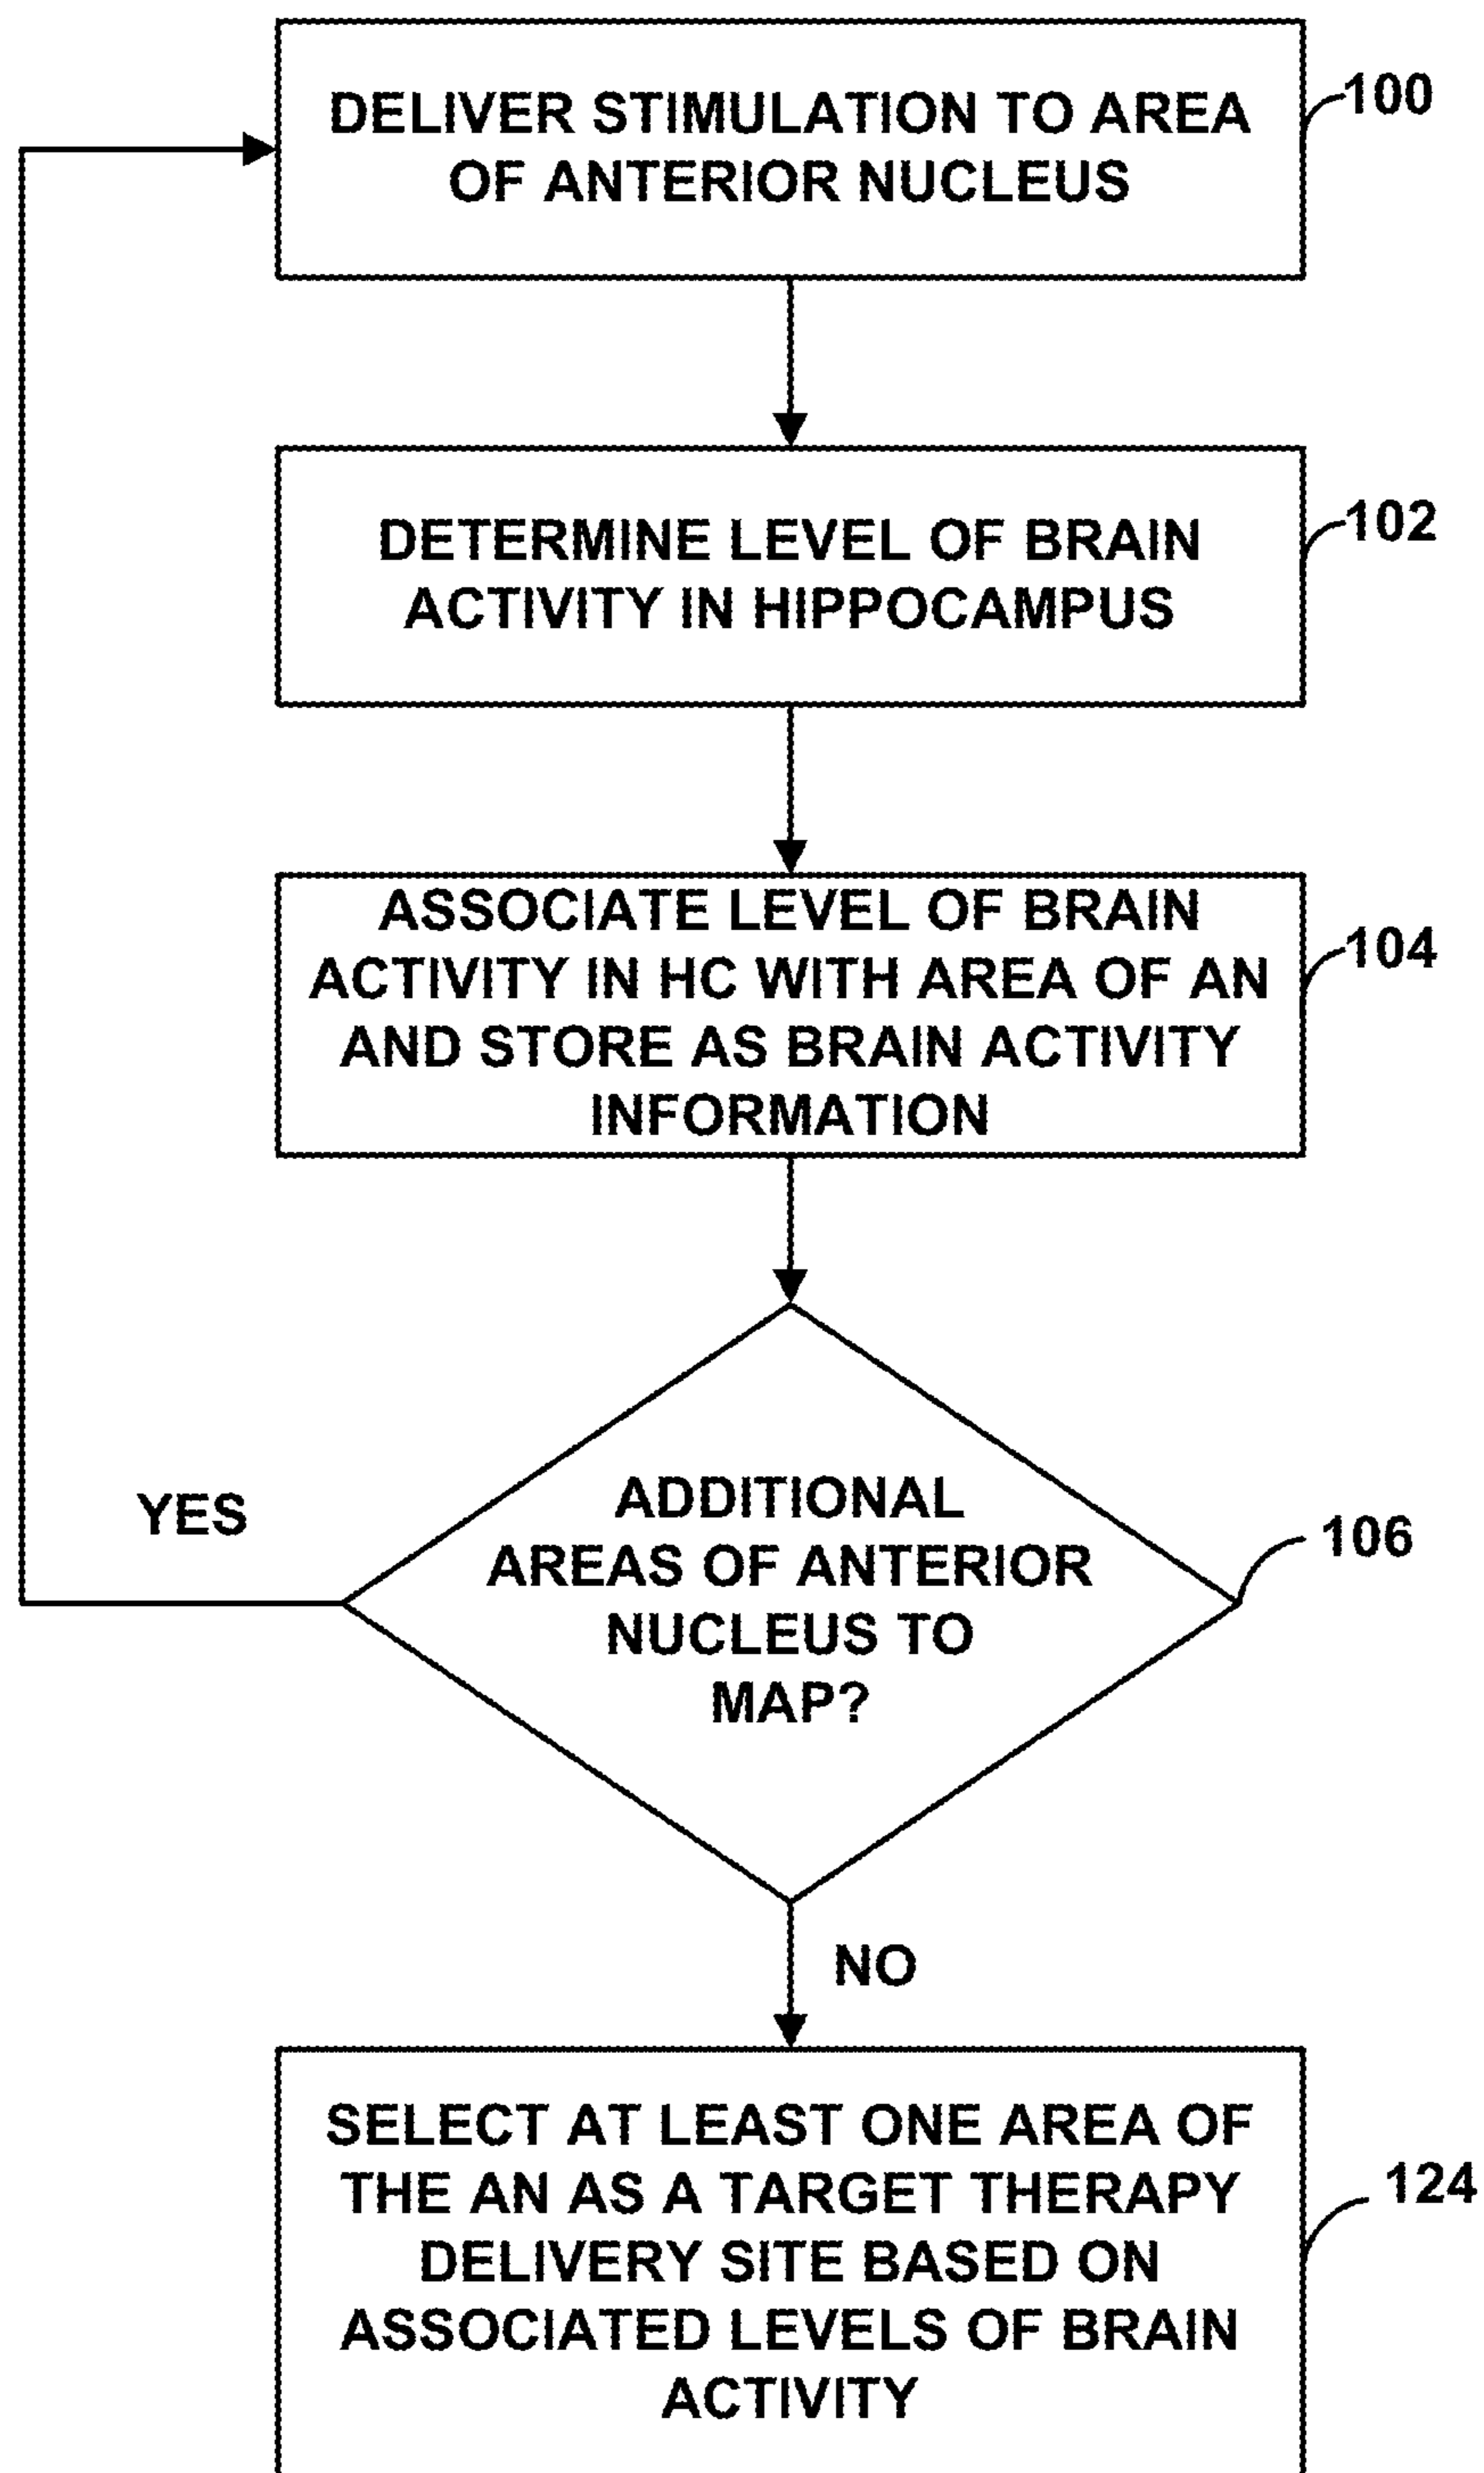 DELIVER STIMULATION TO AREA
OF ANTERIOR NUCLEUS
100
DETERMINE LEVEL OF BRAIN
ACTIVITY IN HIPPOCAMPUS
102
ASSOCIATE LEVEL OF BRAIN
ACTIVITY IN HC WITH AREA OF AN
AND STORE AS BRAIN ACTIVITY
INFORMATION
104
YES
ADDITIONAL
AREAS OF ANTERIOR
NUCLEUS TO
MAP?
106
NO
SELECT AT LEAST ONE AREA OF
THE AN AS A TARGET THERAPY
DELIVERY SITE BASED ON
ASSOCIATED LEVELS OF BRAIN
ACTIVITY
124